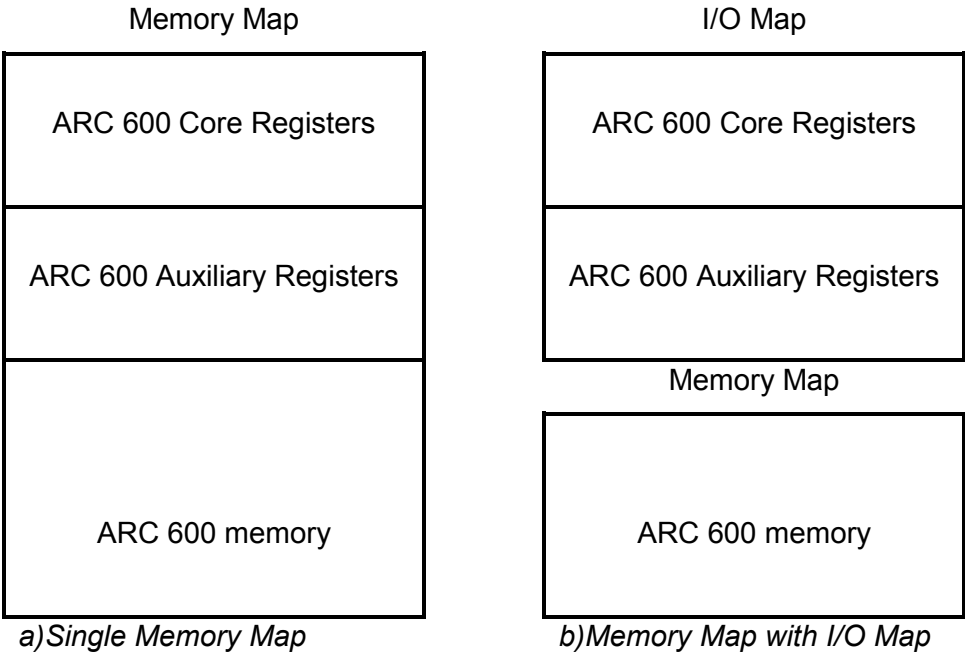 Memory Map
ARC 600 Core Registers
ARC 600 Auxiliary Registers
ARC 600 memory
a)Single Memory Map
I/O Map
ARC 600 Core Registers
ARC 600 Auxiliary Registers
Memory Map
ARC 600 memory
b)Memory Map with I/O Map